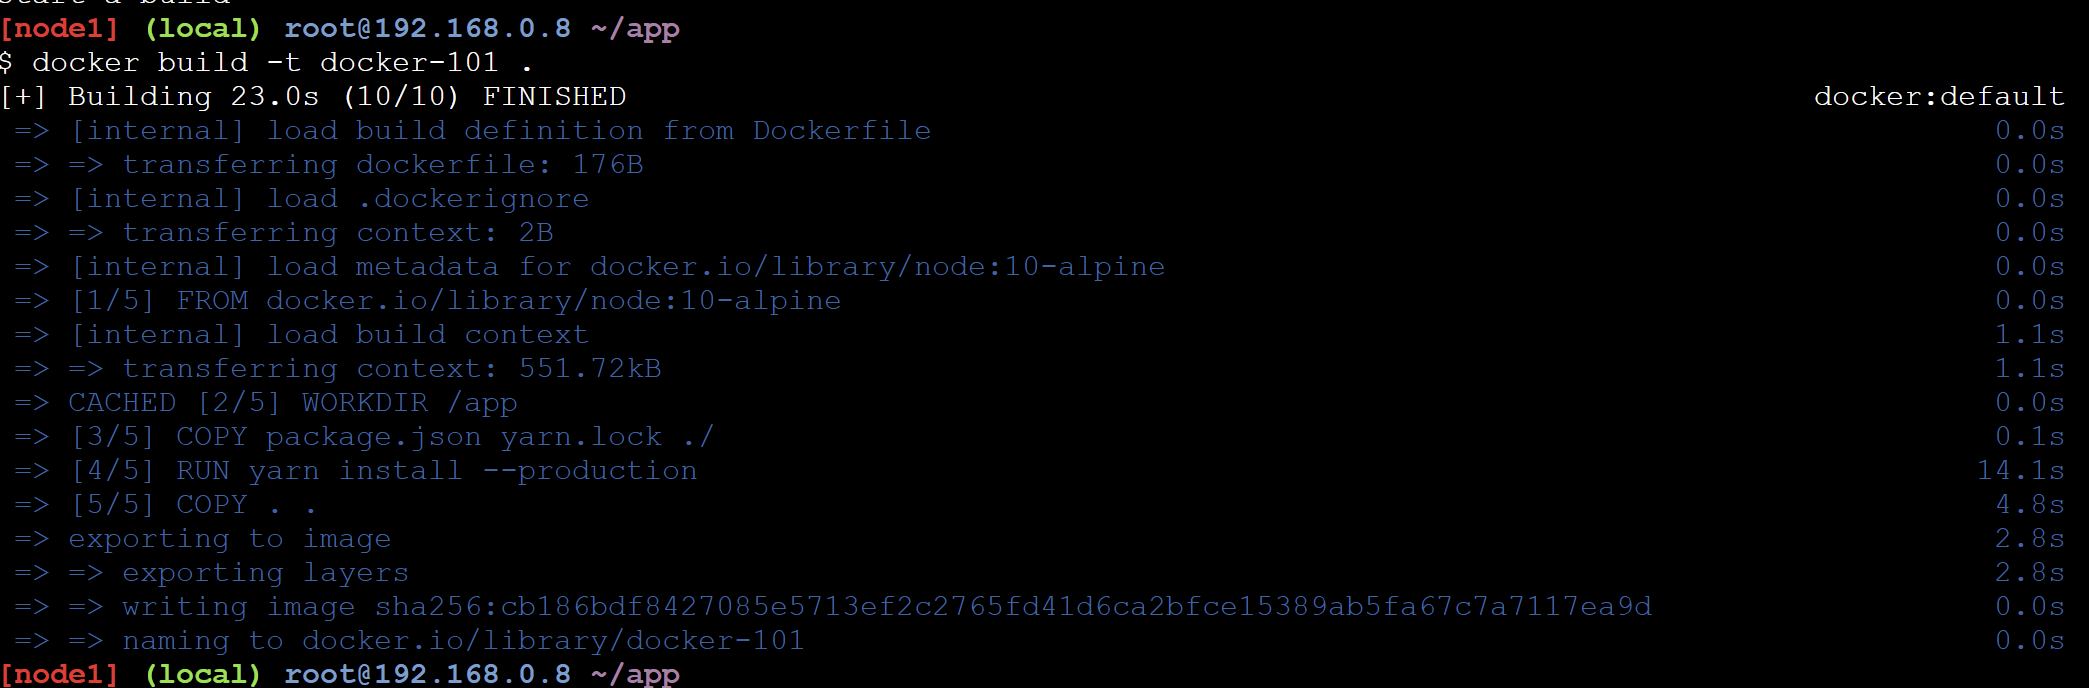 start a build
[node1] (local) root@192.168.0.8 ~/app
$ docker build -t docker-101 .
[+] Building 23.0s (10/10) FINISHED docker:default
=> [internal] load build definition from Dockerfile 0.0s
=> => transferring dockerfile: 176B 0.0s
=> [internal] load .dockerignore 0.0s
=> => transferring context: 2B 0.0s
=> [internal] load metadata for docker.io/library/node:10-alpine 0.0s
=> [1/5] FROM docker.io/library/node:10-alpine 0.0s
=> [internal] load build context 1.1s
=> => transferring context: 551.72kB 1.1s
=> CACHED [2/5] WORKDIR /app 0.0s
=> [3/5] COPY package.json yarn.lock ./ 0.1s
=> [4/5] RUN yarn install --production 14.1s
=> [5/5] COPY . . 4.8s
=> exporting to image 2.8s
=> => exporting layers 2.8s
=> => writing image sha256:cb186bdf8427085e5713ef2c2765fd41d6ca2bfce15389ab5fa67c7a7117ea9d 0.0s
=> => naming to docker.io/library/docker-101 0.0s
[node1] (local) root@192.168.0.8 ~/app